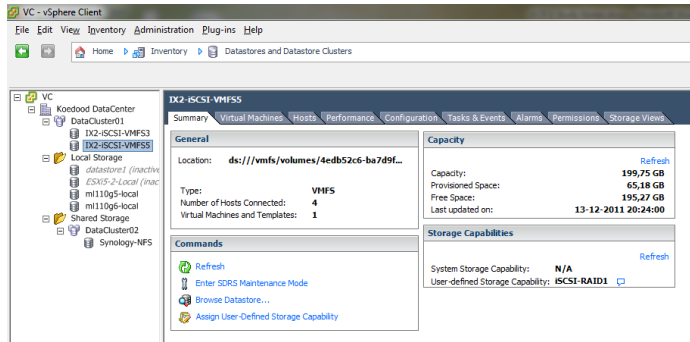 VC - vSphere Client
File Edit View Inventory Administration Plug-ins Help
Home Inventory Datastores and Datastore Clusters
VC
Koedood DataCenter
DataCluster01
IX2-iSCSI-VMFS3
IX2-iSCSI-VMFS5
Local Storage
datastore1 (inactive
ESXi5-2-Local (inac
ml110g5-local
ml110g6-local
Shared Storage
DataCluster02
Synology-NFS
IX2-iSCSI-VMFS5
Summary Virtual Machines Hosts Performance Configuration Tasks & Events Alarms Permissions Storage Views
General
Location: ds:///vmfs/volumes/4edb52c6-ba7d9f...
Type: VMFS
Number of Hosts Connected: 4
Virtual Machines and Templates: 1
Commands
Refresh
Enter SDRS Maintenance Mode
Browse Datastore...
Assign User-Defined Storage Capability
Capacity
Refresh
Capacity: 199,75 GB
Provisioned Space: 65,18 GB
Free Space: 195,27 GB
Last updated on: 13-12-2011 20:24:00
Storage Capabilities
Refresh
System Storage Capability: N/A
User-defined Storage Capability: iSCSI-RAID1